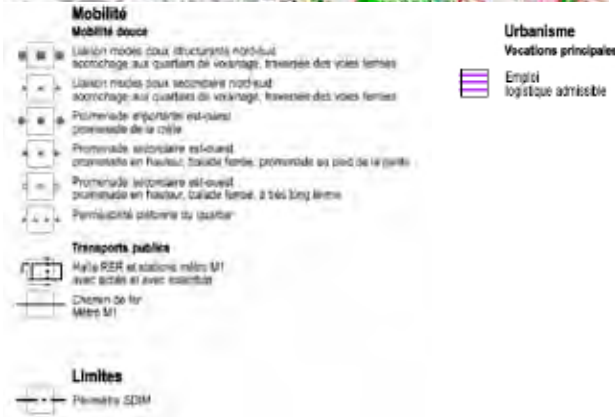 Mobilité
Mobilité douce
Liaison modes doux structurante nord-sud
accrochage aux quartiers de voisinage, traversée des voies ferrées
Liaison modes doux secondaire nord-sud
accrochage aux quartiers de voisinage, traversée des voies ferrées
Promenade importante est-ouest
promenade de la crête
Promenade secondaire est-ouest
promenade en hauteur, balade ferrée, promenade au pied de la pente
Promenade secondaire est-ouest
promenade en hauteur, balade ferrée, à très long terme
Perméabilité piétonne du quartier
Transports publics
Halte RER et stations métro M1
avec accès et avec
Chemin de fer
Métro M1
Limites
Périmètre SDIM
Urbanisme
Vocations principales
Emploi
logistique admissible